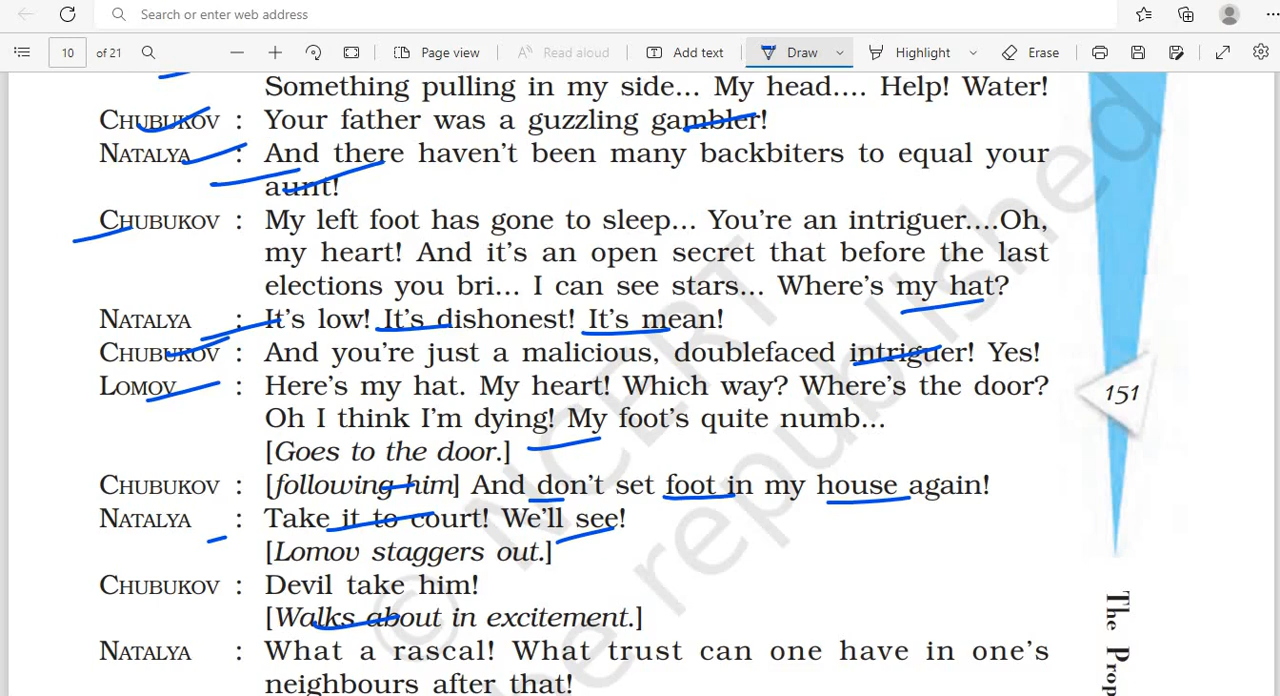 Search or enter web address
10 of 21 Page view Read aloud Add text Draw Highlight Erase
Something pulling in my side... My head.... Help! Water!
CHUBUKOV : Your father was a guzzling gambler!
NATALYA : And there haven't been many backbiters to equal your
aunt!
CHUBUKOV : My left foot has gone to sleep... You're an intriguer....Oh,
my heart! And it's an open secret that before the last
elections you bri... I can see stars... Where's my hat?
NATALYA : It's low! It's dishonest! It's mean!
CHUBUKOV : And you're just a malicious, doublefaced intriguer! Yes!
LOMOV : Here's my hat. My heart! Which way? Where's the door?
Oh I think I'm dying! My foot's quite numb...
[Goes to the door.]
CHUBUKOV : [following him] And don't set foot in my house again!
NATALYA : Take it to court! We'll see!
[Lomov staggers out.]
CHUBUKOV : Devil take him!
[Walks about in excitement.]
NATALYA : What a rascal! What trust can one have in one's
neighbours after that!
151
The Prop
© NCERT
be republished